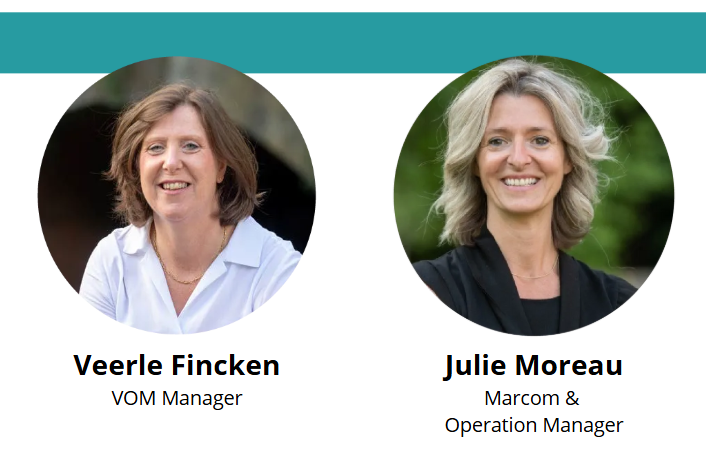 Veerle Fincken
VOM Manager
Julie Moreau
Marcom &
Operation Manager